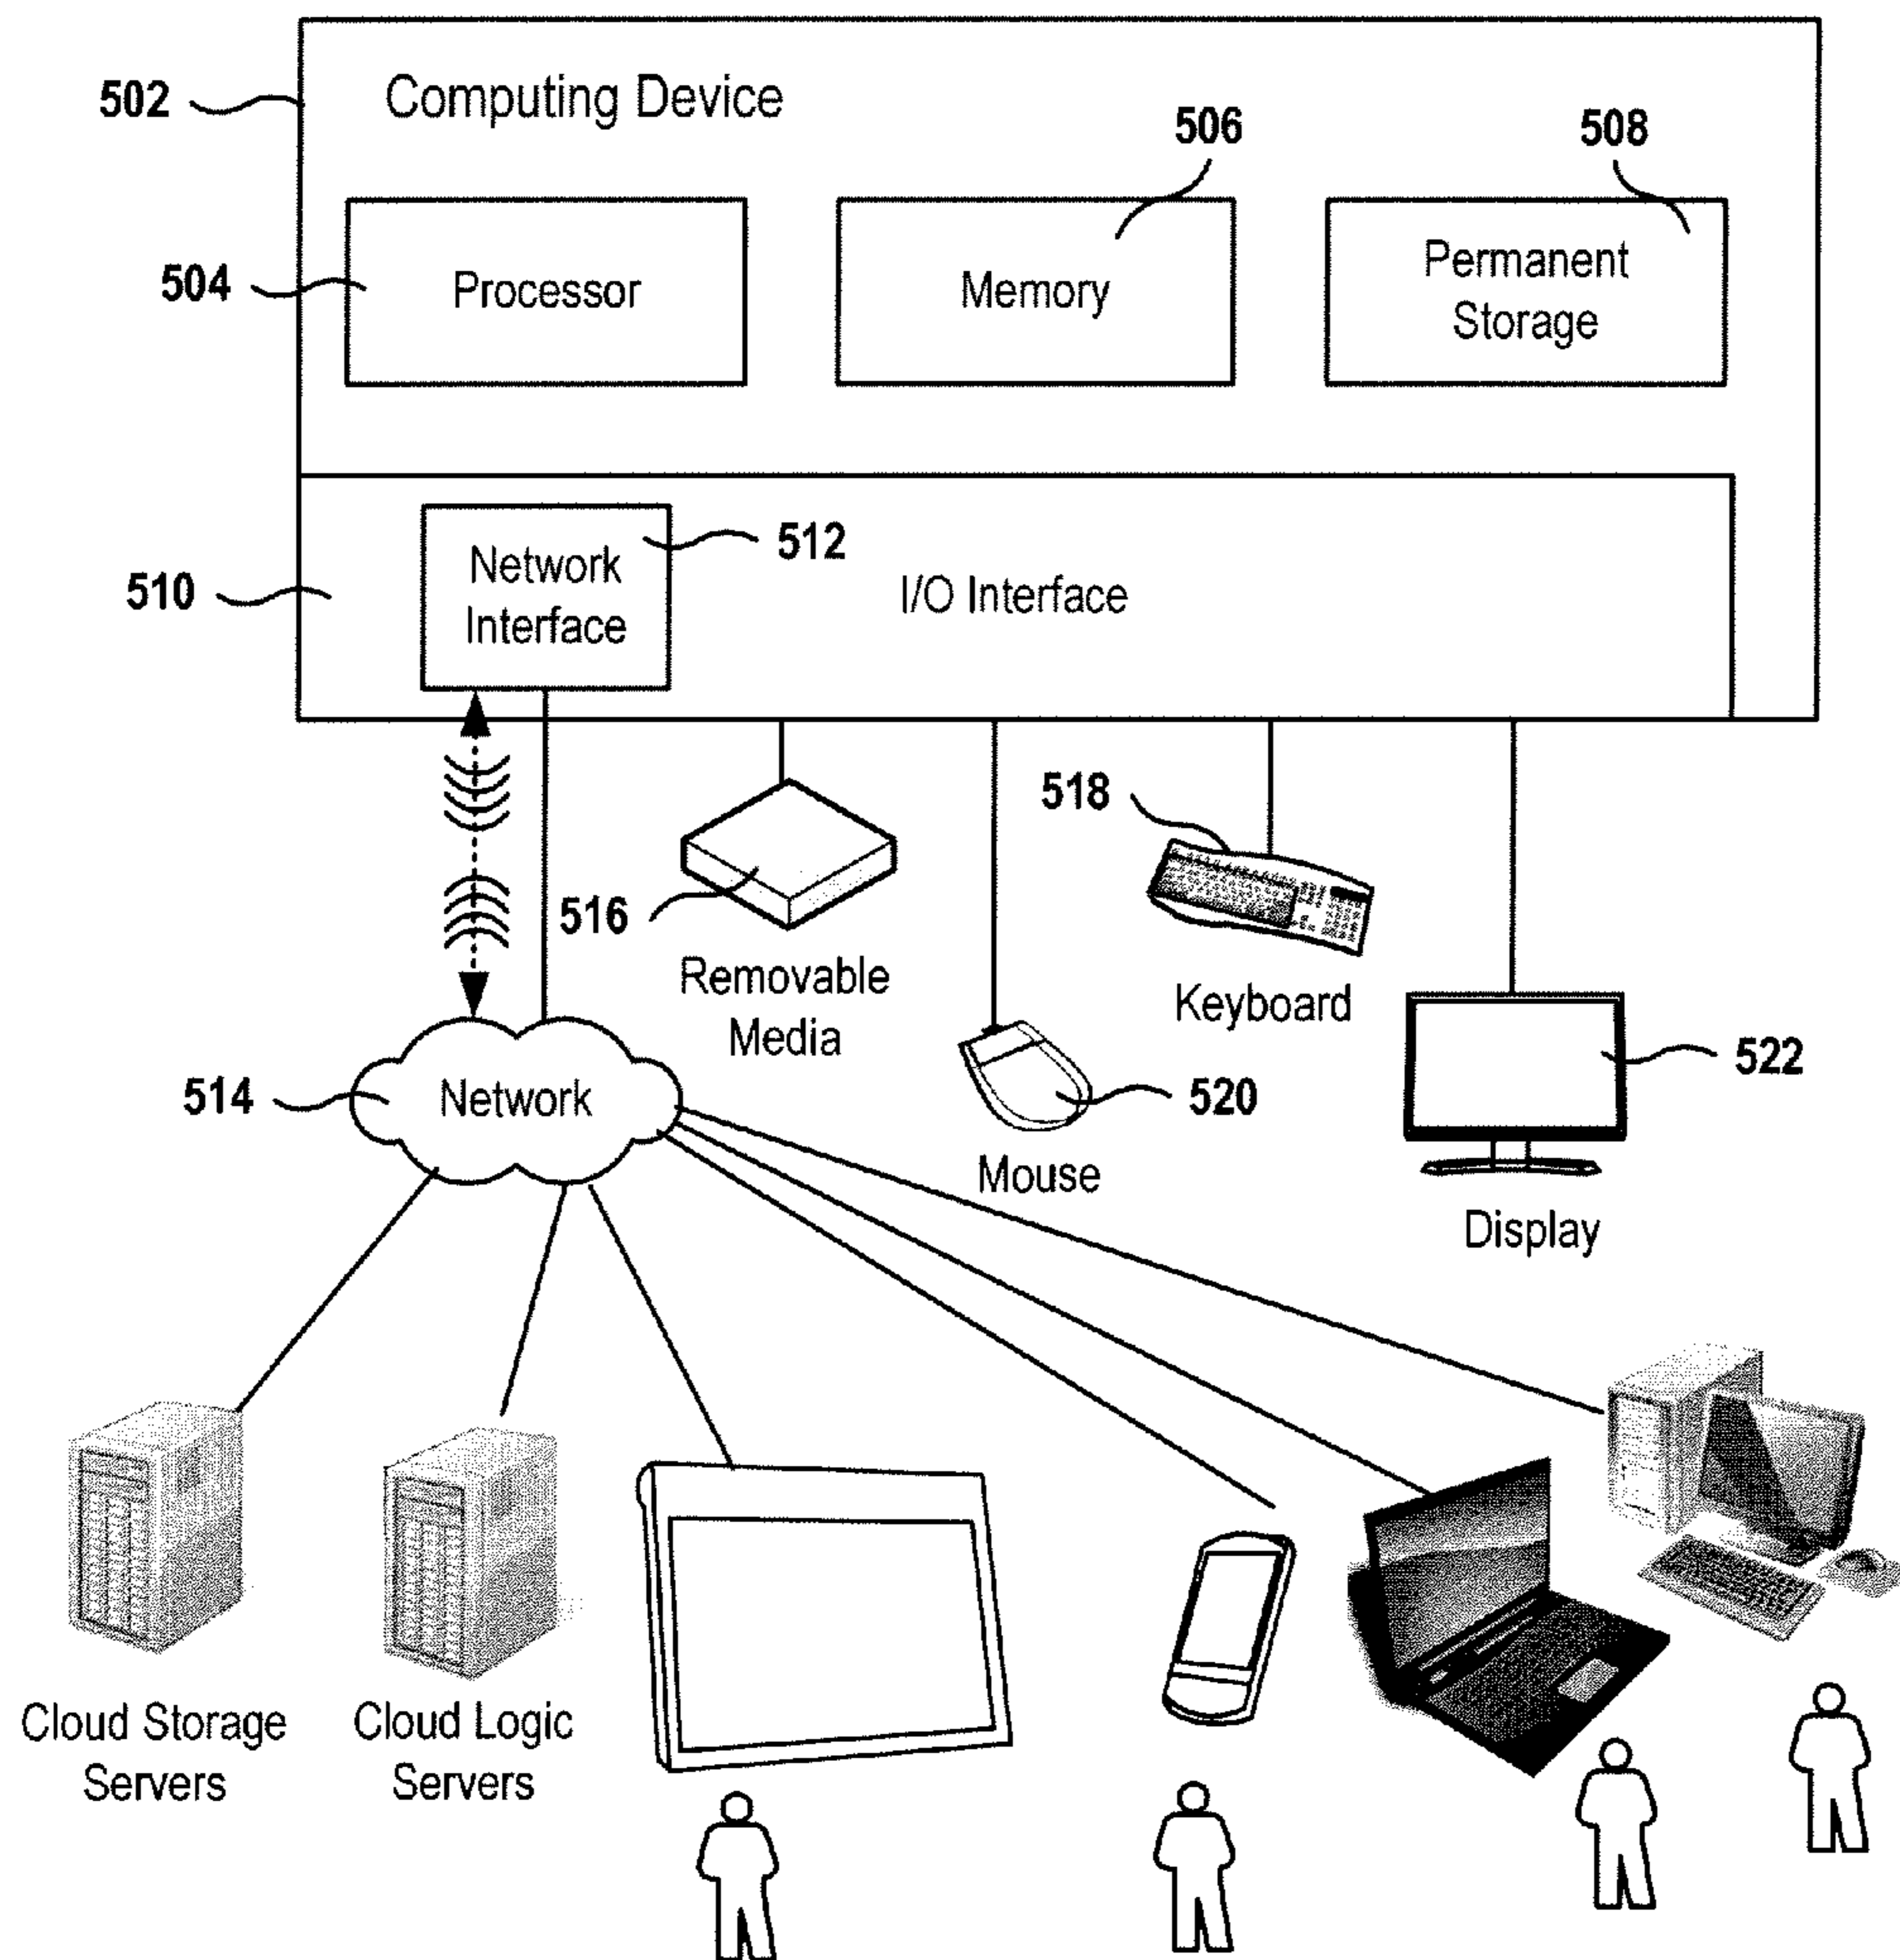 502
Computing Device
506
508
504
Processor
Memory
Permanent
Storage
510
Network
Interface
512
I/O Interface
518
516
Removable
Media
Keyboard
514
Network
520
522
Mouse
Display
Cloud Storage
Servers
Cloud Logic
Servers